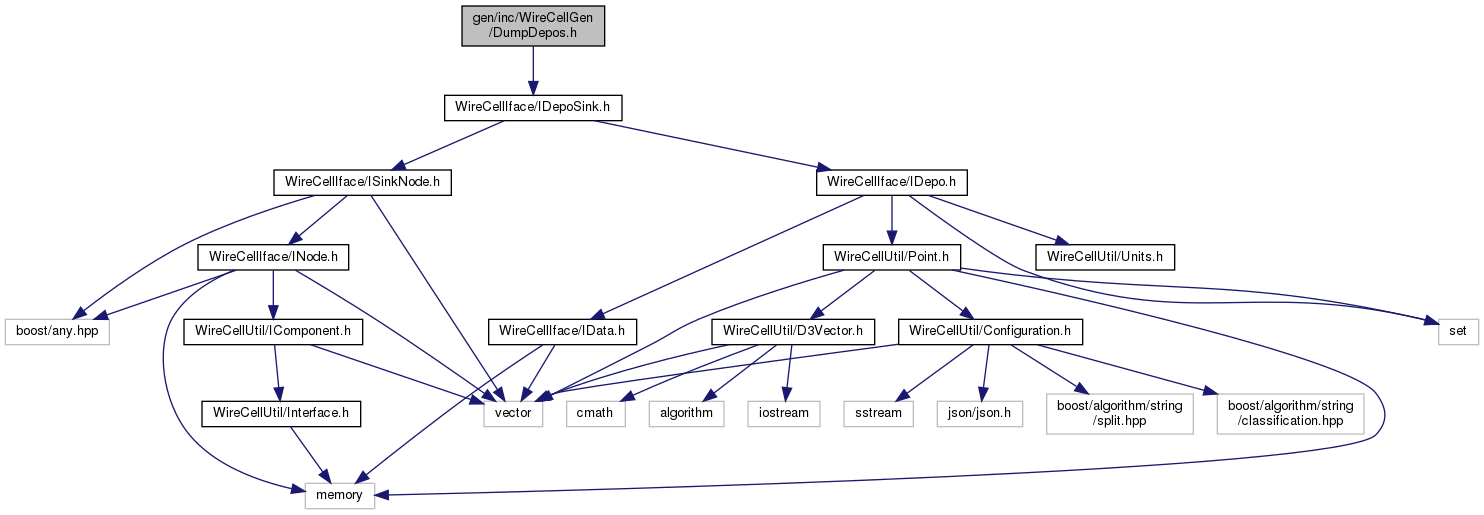 gen/inc/WireCellGen
/DumpDepos.h
WireCellIface/IDepoSink.h
WireCellIface/ISinkNode.h
WireCellIface/IDepo.h
WireCellIface/INode.h
WireCellUtil/Point.h
WireCellUtil/Units.h
boost/any.hpp
WireCellUtil/IComponent.h
WireCellIface/IData.h
WireCellUtil/D3Vector.h
WireCellUtil/Configuration.h
set
WireCellUtil/Interface.h
vector
cmath
algorithm
iostream
sstream
json/json.h
boost/algorithm/string
/split.hpp
boost/algorithm/string
/classification.hpp
memory